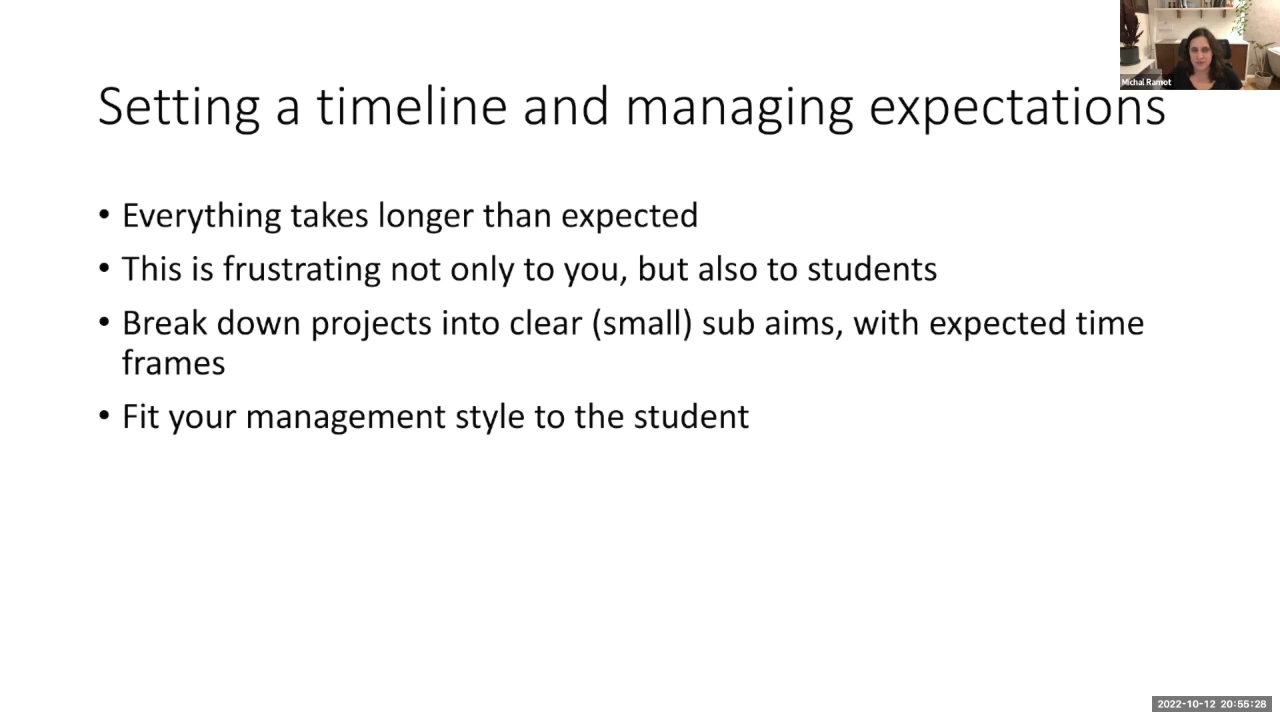 Michal Ramot
Setting a timeline and managing expectations
• Everything takes longer than expected
• This is frustrating not only to you, but also to students
• Break down projects into clear (small) sub aims, with expected time
frames
• Fit your management style to the student
2022-10-12 20:55:28